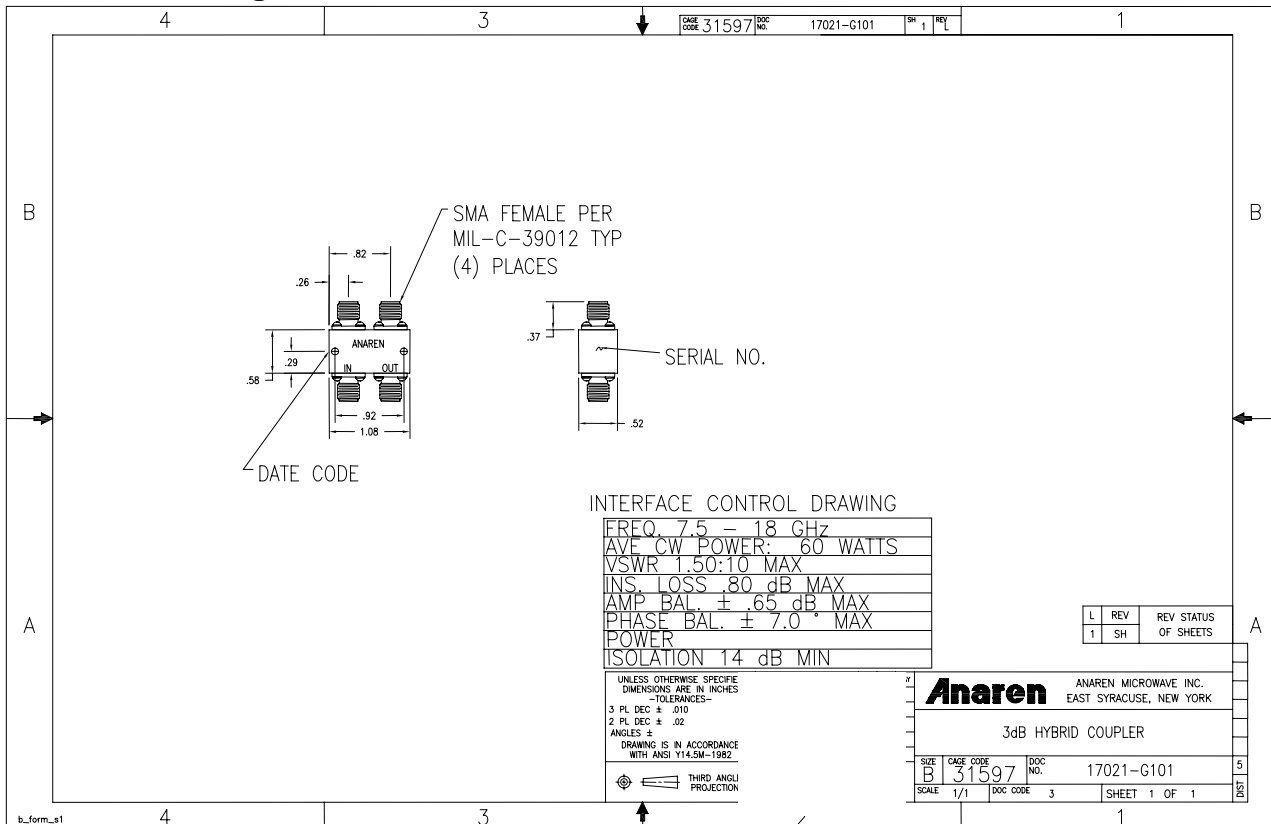 4
3
1
CAGE CODE 31597 DOC NO. 17021-G101 SH 1 REV L
B
B
SMA FEMALE PER
MIL-C-39012 TYP
(4) PLACES
.82
.26
ANAREN
IN OUT
.29
.58
.92
1.08
DATE CODE
.37
SERIAL NO.
.52
INTERFACE CONTROL DRAWING
FREQ. 7.5 - 18 GHz
AVE CW POWER: 60 WATTS
VSWR 1.50:10 MAX
INS. LOSS .80 dB MAX
AMP BAL. ± .65 dB MAX
PHASE BAL. ± 7.0 ° MAX
POWER
ISOLATION 14 dB MIN
A
A
L REV REV STATUS
1 SH OF SHEETS
UNLESS OTHERWISE SPECIFIE
DIMENSIONS ARE IN INCHES
-TOLERANCES-
3 PL DEC ± .010
2 PL DEC ± .02
ANGLES ±
DRAWING IS IN ACCORDANCE
WITH ANSI Y14.5M-1982
THIRD ANGL
PROJECTION
Anaren
ANAREN MICROWAVE INC.
EAST SYRACUSE, NEW YORK
3dB HYBRID COUPLER
SIZE B CAGE CODE 31597 DOC NO. 17021-G101
SCALE 1/1 DOC CODE 3 SHEET 1 OF 1
5
DIST
b_form_s1
4
3
1